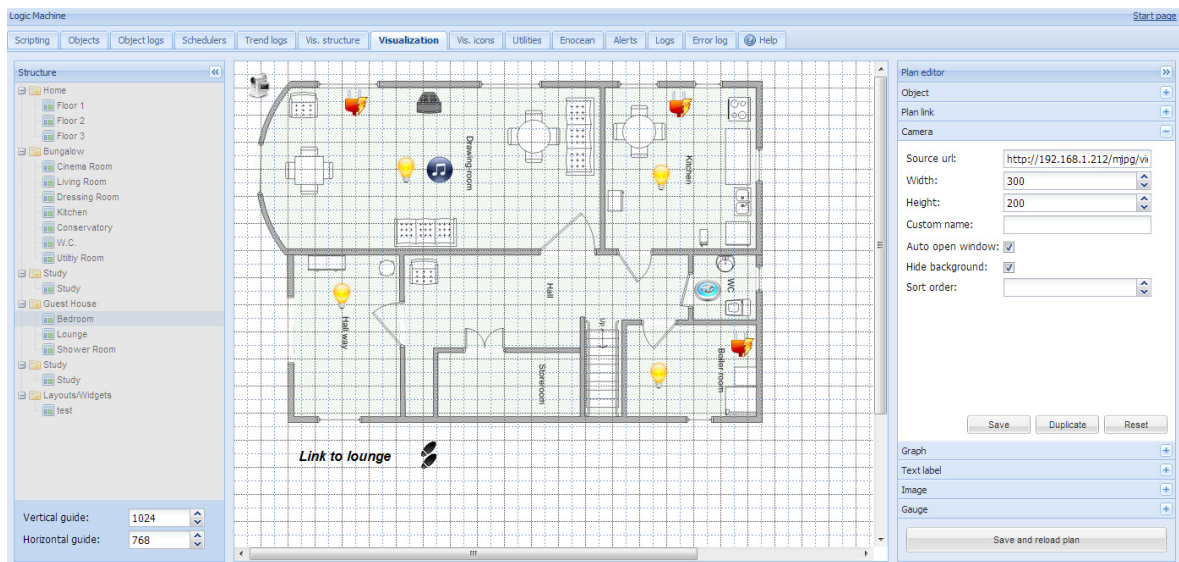 Logic Machine Start page
Scripting Objects Object logs Schedulers Trend logs Vis. structure Visualization Vis. icons Utilities Enocean Alerts Logs Error log Help
Structure
Home
Floor 1
Floor 2
Floor 3
Bungalow
Cinema Room
Living Room
Dressing Room
Kitchen
Conservatory
W.C.
Utitiy Room
Study
Study
Guest House
Bedroom
Lounge
Shower Room
Study
Study
Layouts/Widgets
test
Vertical guide: 1024
Horizontal guide: 768
Drawing-room
Kitchen
Hall
WC
Hall way
Up
Storeroom
Boiler room
Link to lounge
Plan editor
Object
Plan link
Camera
Source url: http://192.168.1.212/mjpg/vi
Width: 300
Height: 200
Custom name:
Auto open window:
Hide background:
Sort order:
Save Duplicate Reset
Graph
Text label
Image
Gauge
Save and reload plan